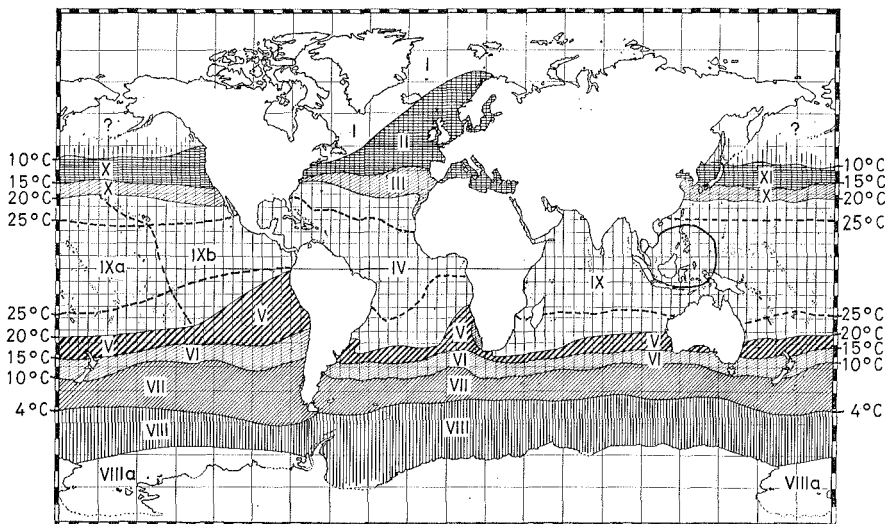 I
I
II
? ?
10°C 10°C
X XI
15°C III 15°C
X X
20°C 20°C
25°C 25°C
IXa IXb IV IX
25°C 25°C
V V V
20°C 20°C
V 15°C
15°C VI VI VI 10°C
10°C
VII VII
4°C 4°C
VIII VIII
VIIIa VIIIa